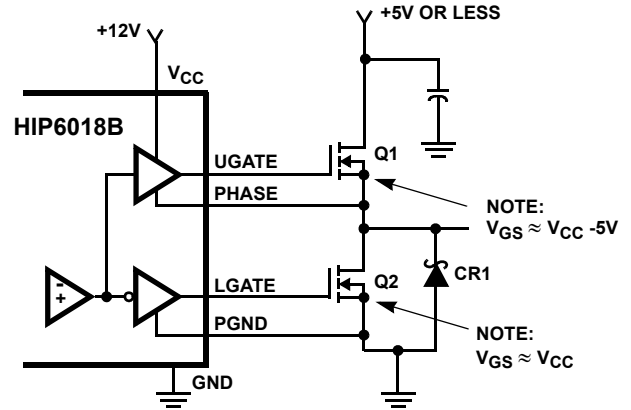 +5V OR LESS
+12V
VCC
HIP6018B
UGATE
Q1
PHASE
NOTE:
VGS ≈ VCC -5V
- +
LGATE
Q2
CR1
PGND
NOTE:
VGS ≈ VCC
GND